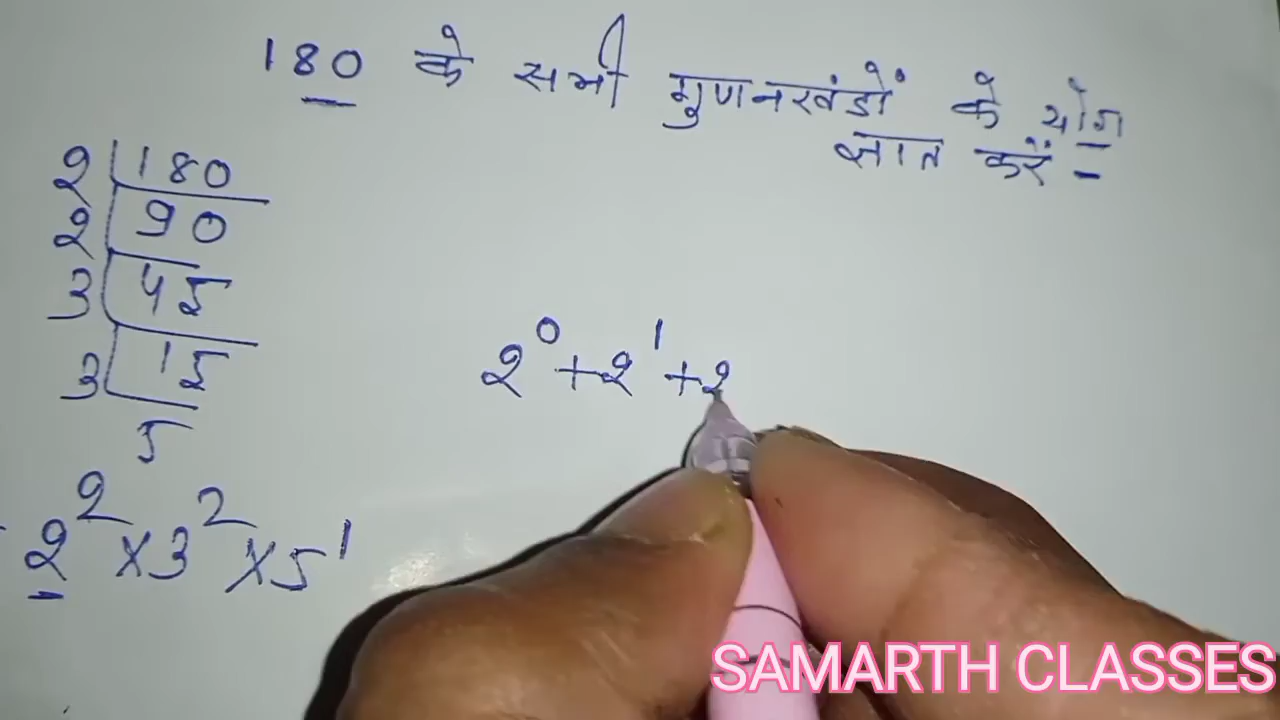 180 के सभी गुणनखंडों के योग
ज्ञात करें -
2 | 180
2 | 90
3 | 45
3 | 15
5
2² × 3² × 5¹
2⁰ + 2¹ + 2
SAMARTH CLASSES